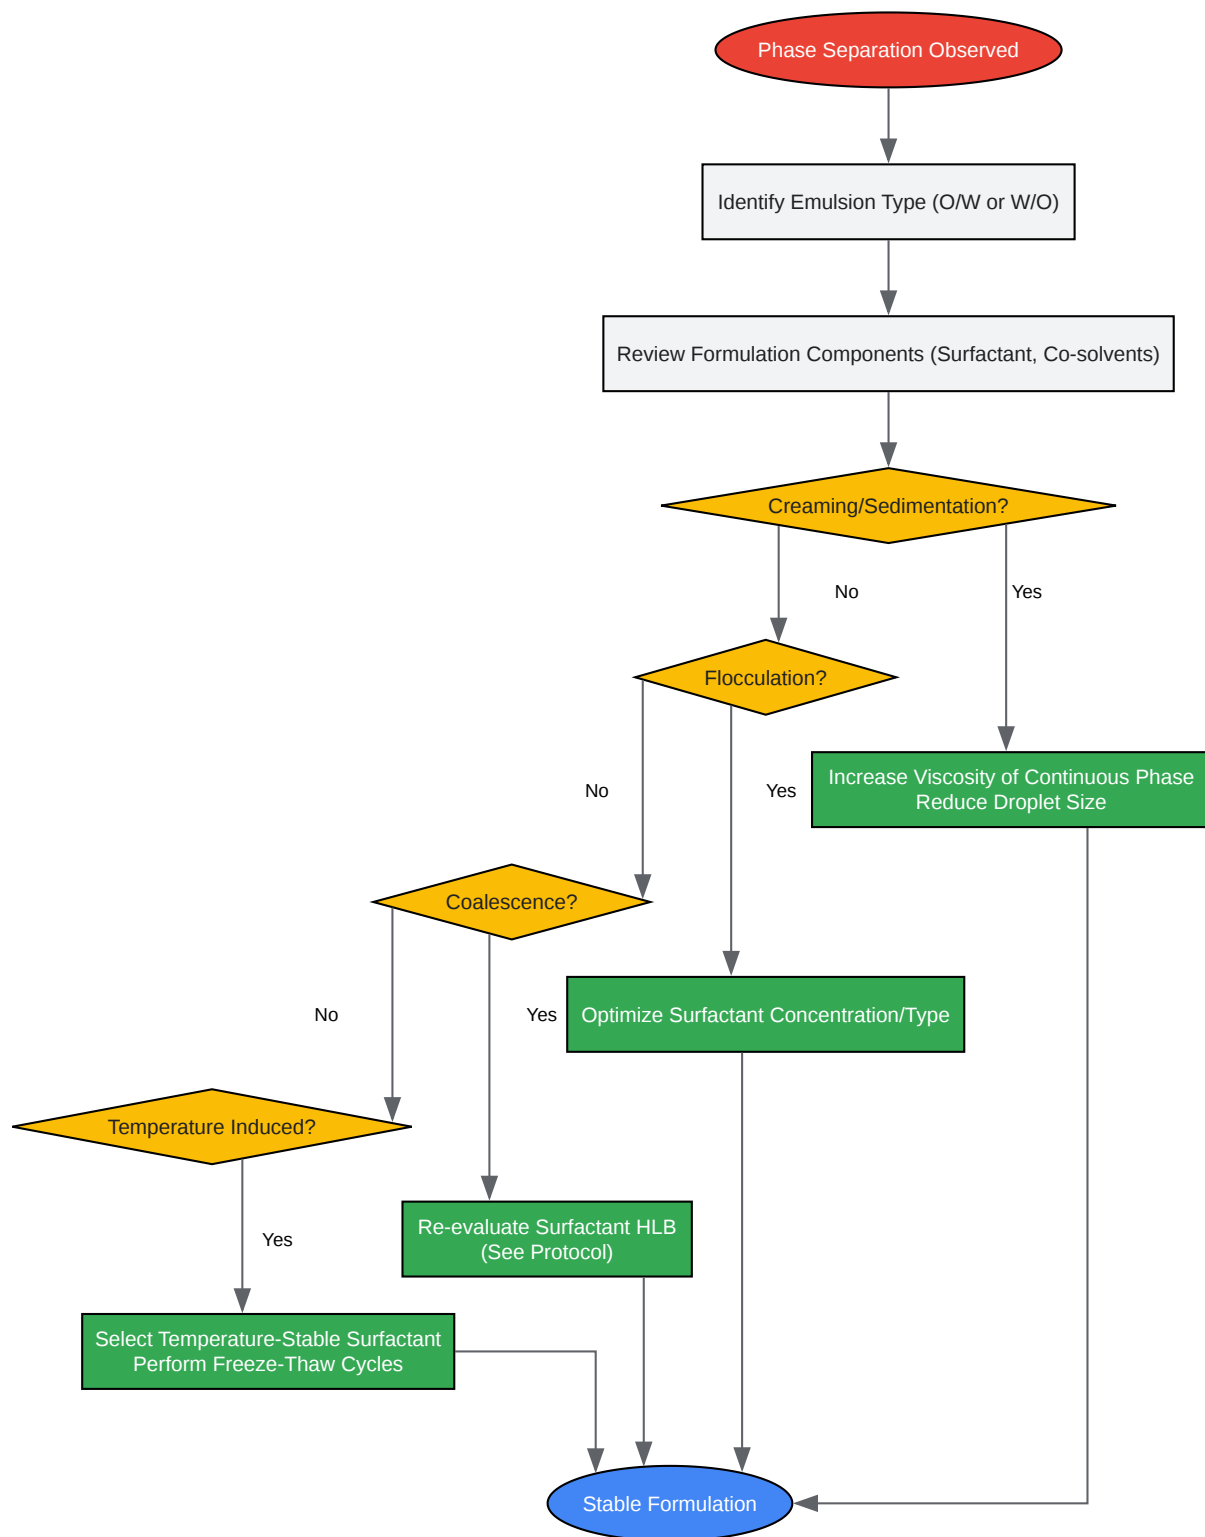 Phase Separation Observed
Identify Emulsion Type (O/W or W/O)
Review Formulation Components (Surfactant, Co-solvents)
Creaming/Sedimentation?
No
Yes
Flocculation?
Increase Viscosity of Continuous Phase
Reduce Droplet Size
No
Yes
Coalescence?
Optimize Surfactant Concentration/Type
No
Yes
Temperature Induced?
Re-evaluate Surfactant HLB
(See Protocol)
Yes
Select Temperature-Stable Surfactant
Perform Freeze-Thaw Cycles
Stable Formulation